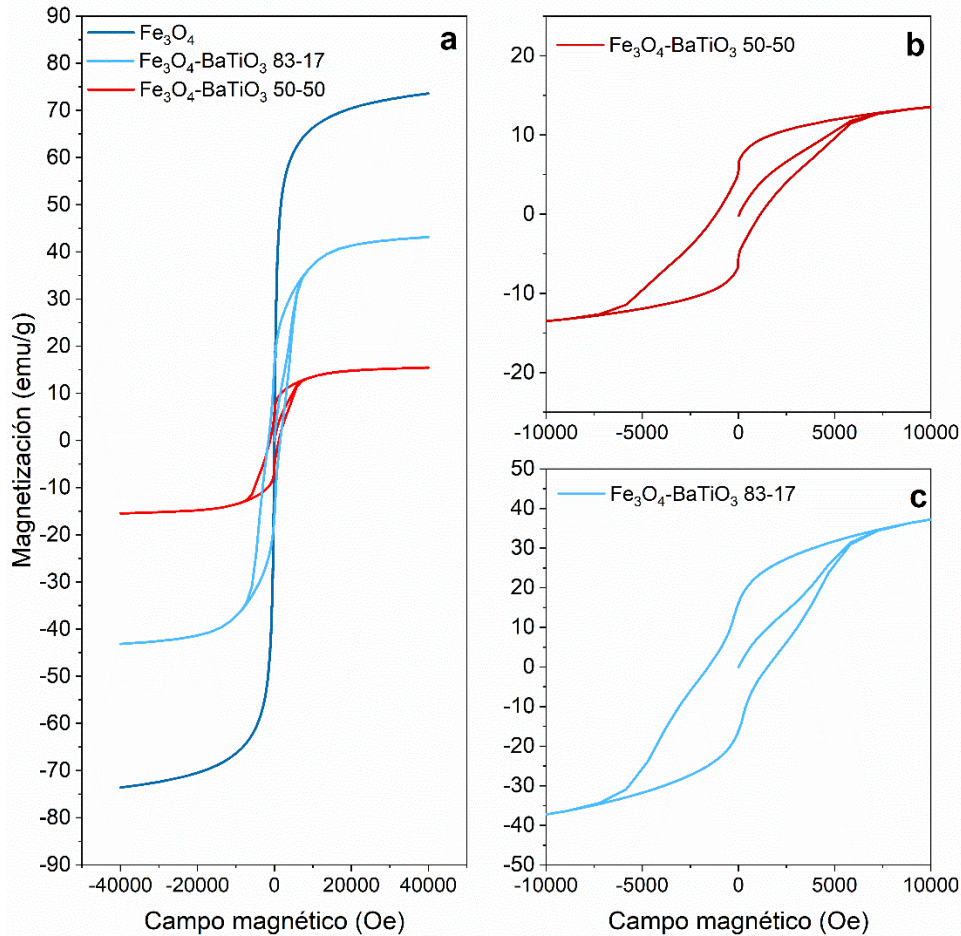 a
Fe₃O₄
Fe₃O₄-BaTiO₃ 83-17
Fe₃O₄-BaTiO₃ 50-50
90
80
70
60
50
40
30
20
10
0
-10
-20
-30
-40
-50
-60
-70
-80
-90
Magnetización (emu/g)
-40000 -20000 0 20000 40000
Campo magnético (Oe)
b
Fe₃O₄-BaTiO₃ 50-50
20
10
0
-10
-20
-10000 -5000 0 5000 10000
c
Fe₃O₄-BaTiO₃ 83-17
50
40
30
20
10
0
-10
-20
-30
-40
-50
-10000 -5000 0 5000 10000
Campo magnético (Oe)